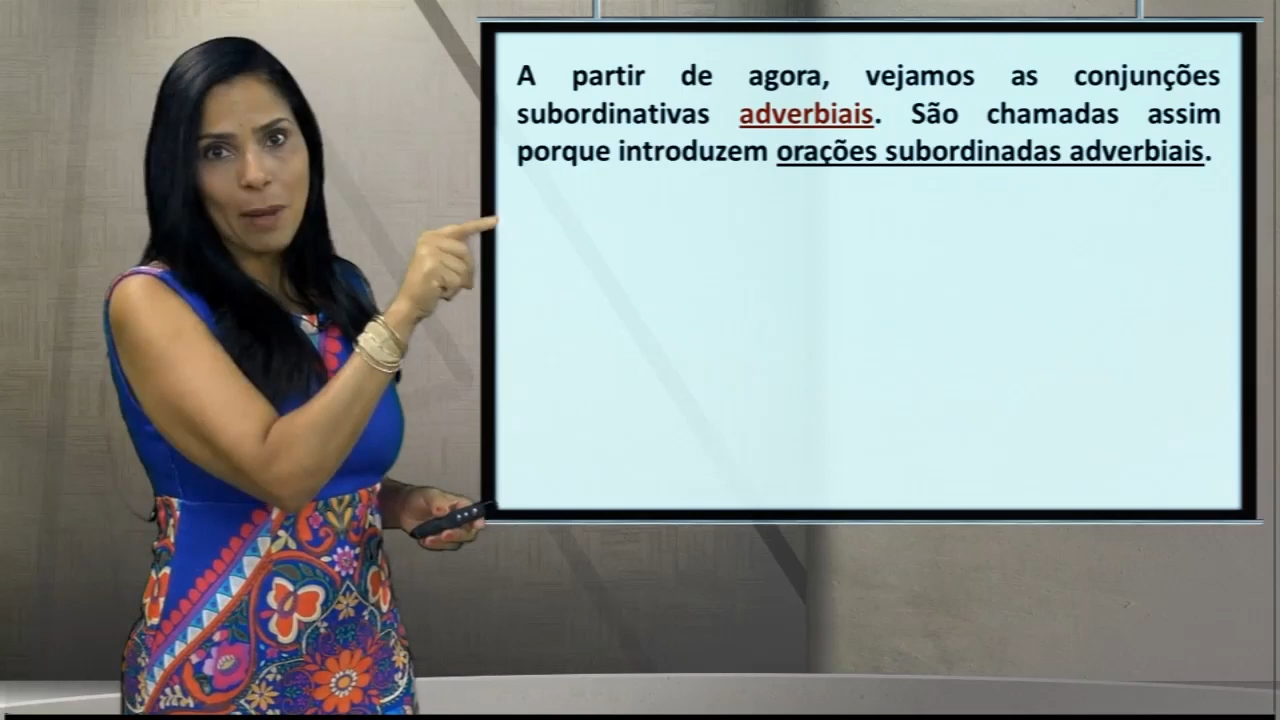 A partir de agora, vejamos as conjunções
subordinativas adverbiais. São chamadas assim
porque introduzem orações subordinadas adverbiais.